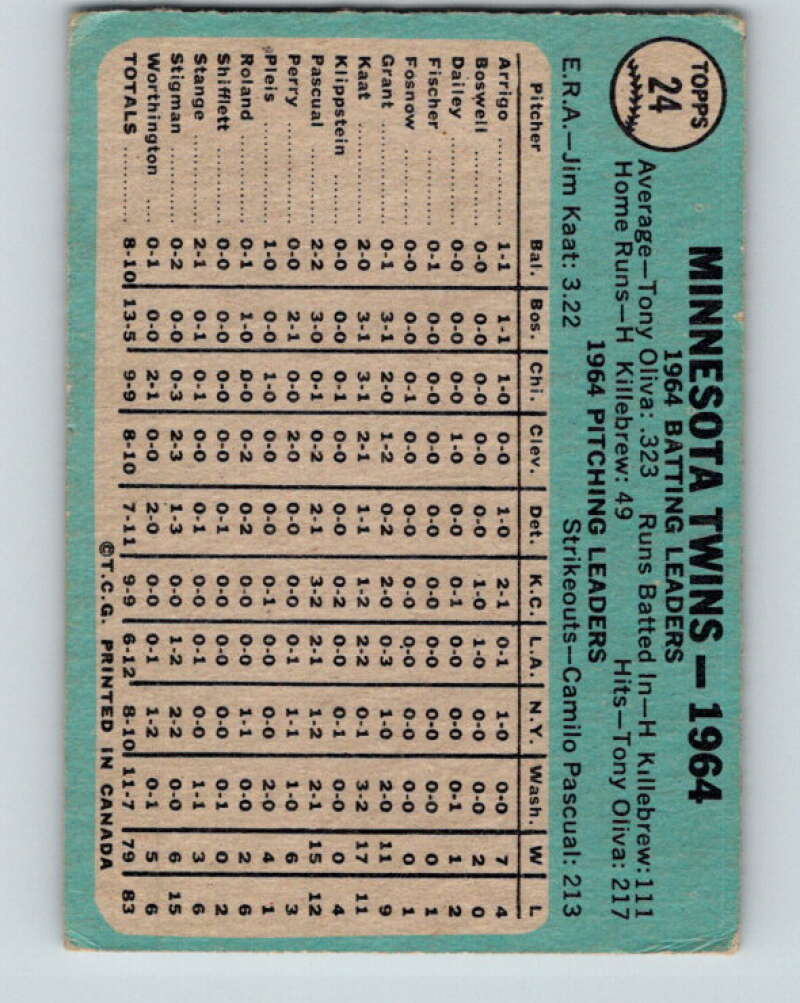 TOPPS
24
MINNESOTA TWINS — 1964
1964 BATTING LEADERS
Average—Tony Oliva: .323 Runs Batted In—H Killebrew: 111
Home Runs—H Killebrew: 49 Hits—Tony Oliva: 217
1964 PITCHING LEADERS
E.R.A.—Jim Kaat: 3.22 Strikeouts—Camilo Pascual: 213
Pitcher Bal. Bos. Chi. Clev. Det. K.C. L.A. N.Y. Wash. W L
Arrigo 1-1 1-1 1-0 0-0 1-0 2-1 0-1 1-0 0-0 7 4
Boswell 0-0 0-0 0-0 0-0 0-0 1-0 1-0 0-0 0-0 2 0
Dailey 0-0 0-0 0-0 1-0 0-0 0-1 0-0 0-0 0-1 1 2
Fischer 0-1 0-0 0-0 0-0 0-0 0-0 0-0 0-0 0-0 0 1
Fosnow 0-0 0-0 0-1 0-0 0-0 0-0 0-0 0-0 0-0 0 1
Grant 0-1 3-1 2-0 1-2 0-2 2-0 0-3 1-0 2-0 11 9
Kaat 2-0 3-1 3-1 2-1 1-1 1-2 2-2 0-1 3-2 17 11
Klippstein 0-0 0-0 0-1 0-0 0-0 0-2 0-0 0-1 0-0 0 4
Pascual 2-2 3-0 0-1 0-2 2-1 3-2 2-1 1-2 2-1 15 12
Perry 0-0 2-1 0-0 2-0 0-0 0-0 0-1 1-1 1-0 6 3
Pleis 1-0 0-0 1-0 0-0 0-0 0-1 0-0 0-0 2-0 4 1
Roland 0-1 1-0 0-0 0-2 0-2 0-0 0-0 1-1 0-0 2 6
Shifflett 0-0 0-0 0-0 0-0 0-1 0-0 0-0 0-0 0-1 0 2
Stange 2-1 0-1 0-1 0-0 0-1 0-0 0-1 0-0 1-1 3 6
Stigman 0-2 0-0 0-3 2-3 1-3 0-0 1-2 2-2 0-0 6 15
Worthington 0-1 0-0 2-1 0-0 2-0 0-0 0-1 1-2 0-1 5 6
TOTALS 8-10 13-5 9-9 8-10 7-11 9-9 6-12 8-10 11-7 79 83
©T.C.G. PRINTED IN CANADA